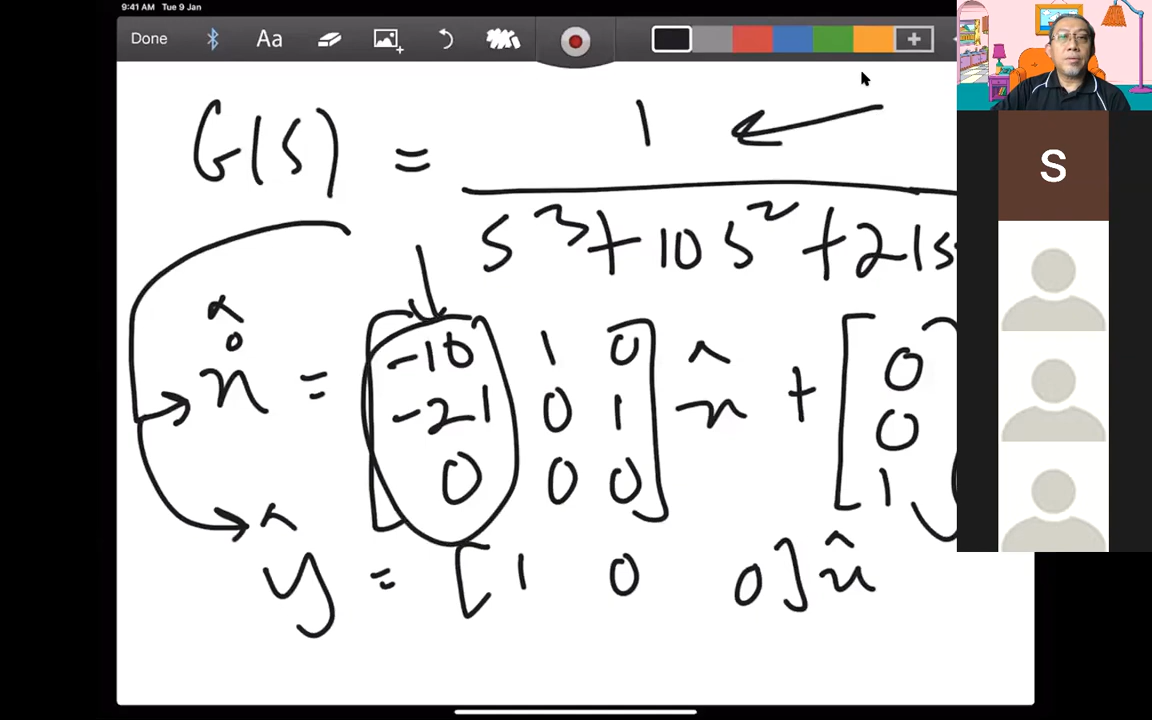 9:41 AM Tue 9 Jan
Done Aa
G(s) = 1
s³+10s²+21s
S
-10 1 0
-21 0 1
0 0 0
ẋ̂ = x̂ + 
0
0
1
ŷ = [1 0 0]x̂